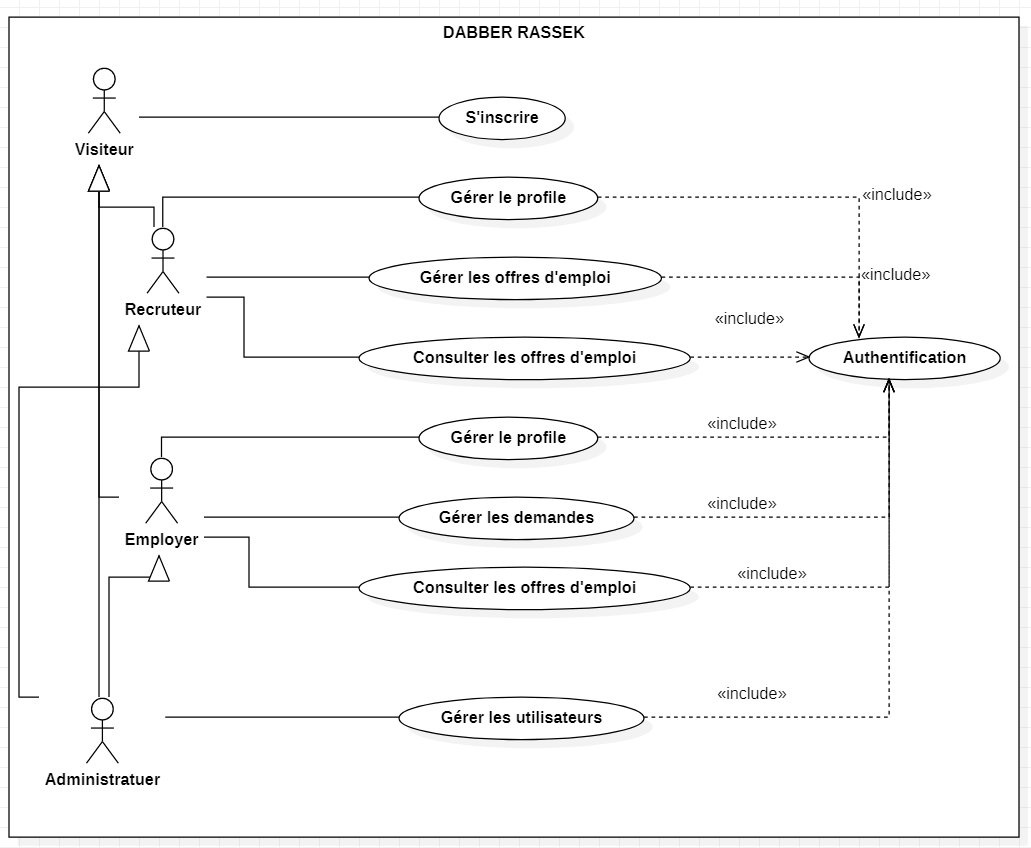 DABBER RASSEK
Visiteur
S'inscrire
Gérer le profile
«include»
Recruteur
Gérer les offres d'emploi
«include»
«include»
Consulter les offres d'emploi
Authentification
Gérer le profile
«include»
Employer
Gérer les demandes
«include»
Consulter les offres d'emploi
«include»
Gérer les utilisateurs
«include»
Administratuer